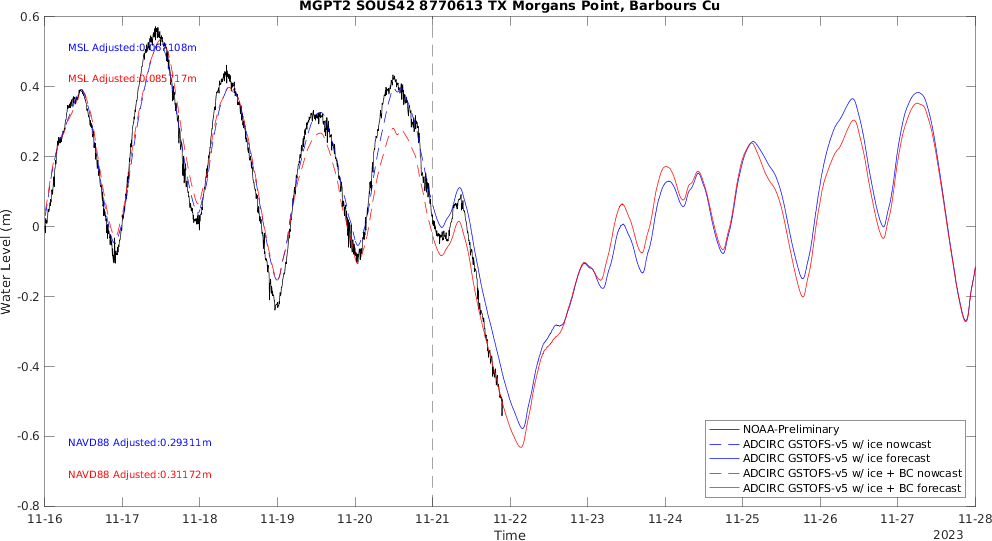 MGPT2 SOUS42 8770613 TX Morgans Point, Barbours Cu
0.6
0.4
0.2
0
-0.2
-0.4
-0.6
-0.8
Water Level (m)
MSL Adjusted:
MSL Adjusted:
NAVD88 Adjusted:0.29311m
NAVD88 Adjusted:0.31172m
NOAA-Preliminary
ADCIRC GSTOFS-v5 w/ ice nowcast
ADCIRC GSTOFS-v5 w/ ice forecast
ADCIRC GSTOFS-v5 w/ ice + BC nowcast
ADCIRC GSTOFS-v5 w/ ice + BC forecast
11-16 11-17 11-18 11-19 11-20 11-21 11-22 11-23 11-24 11-25 11-26 11-27 11-28
Time
2023